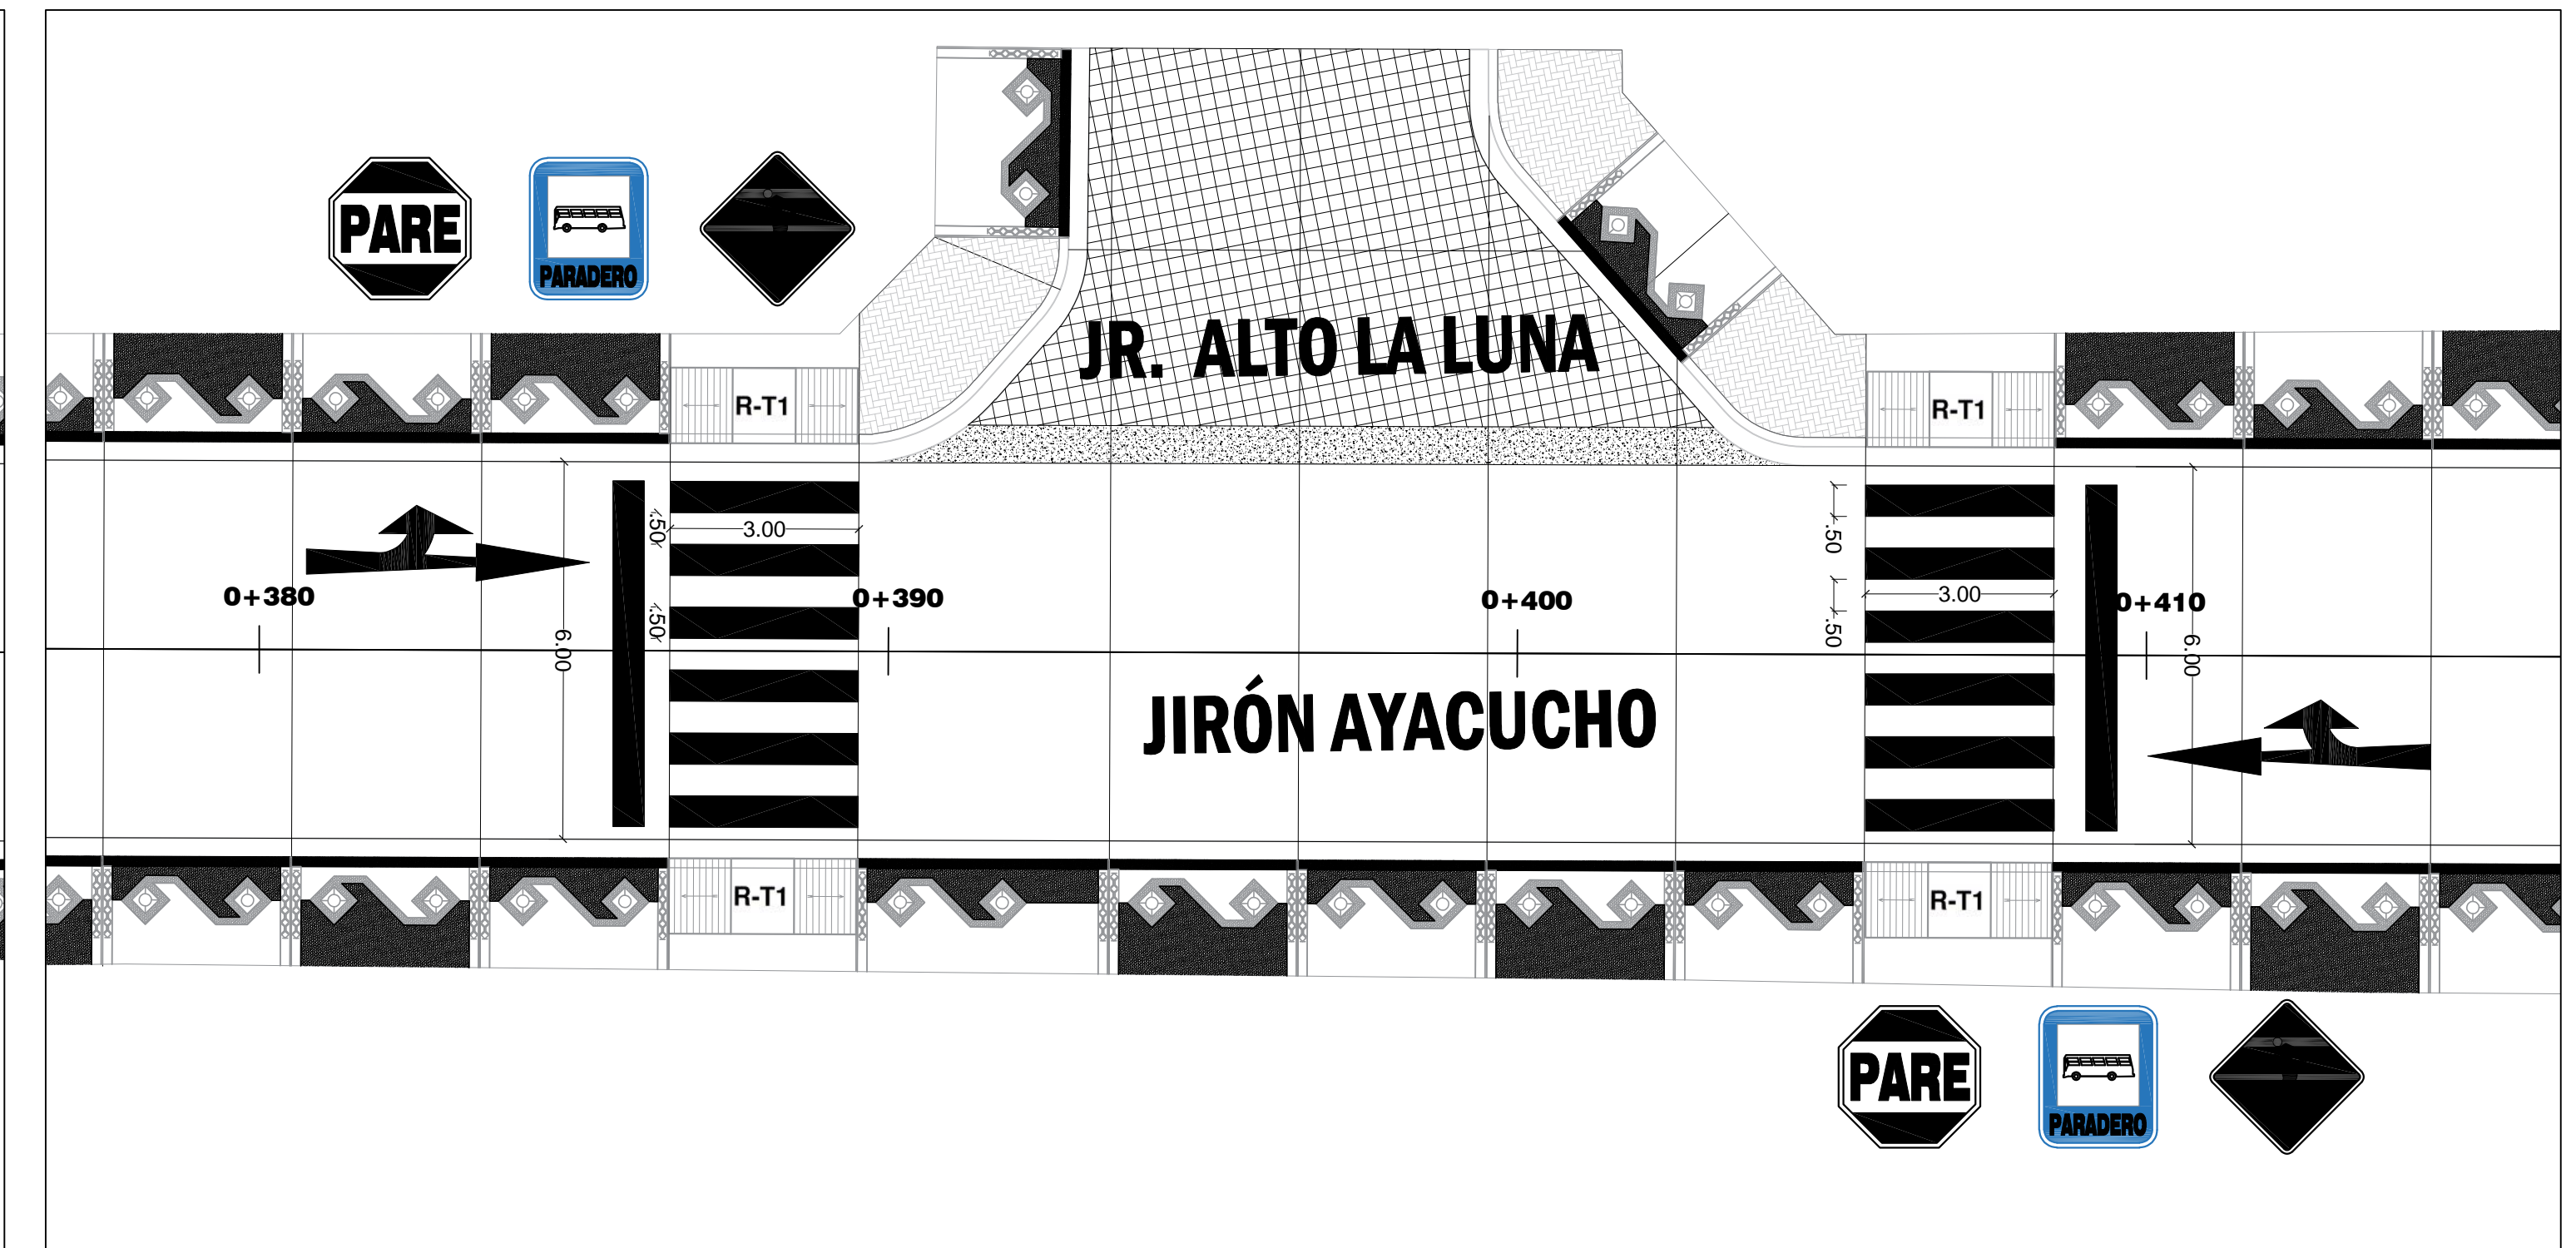 PARE
PARADERO
JR. ALTO LA LUNA
R-T1
R-T1
.50
3.00
.50
.50
3.00
.50
0+380
0+390
0+400
0+410
6.00
6.00
JIRÓN AYACUCHO
R-T1
R-T1
PARE
PARADERO